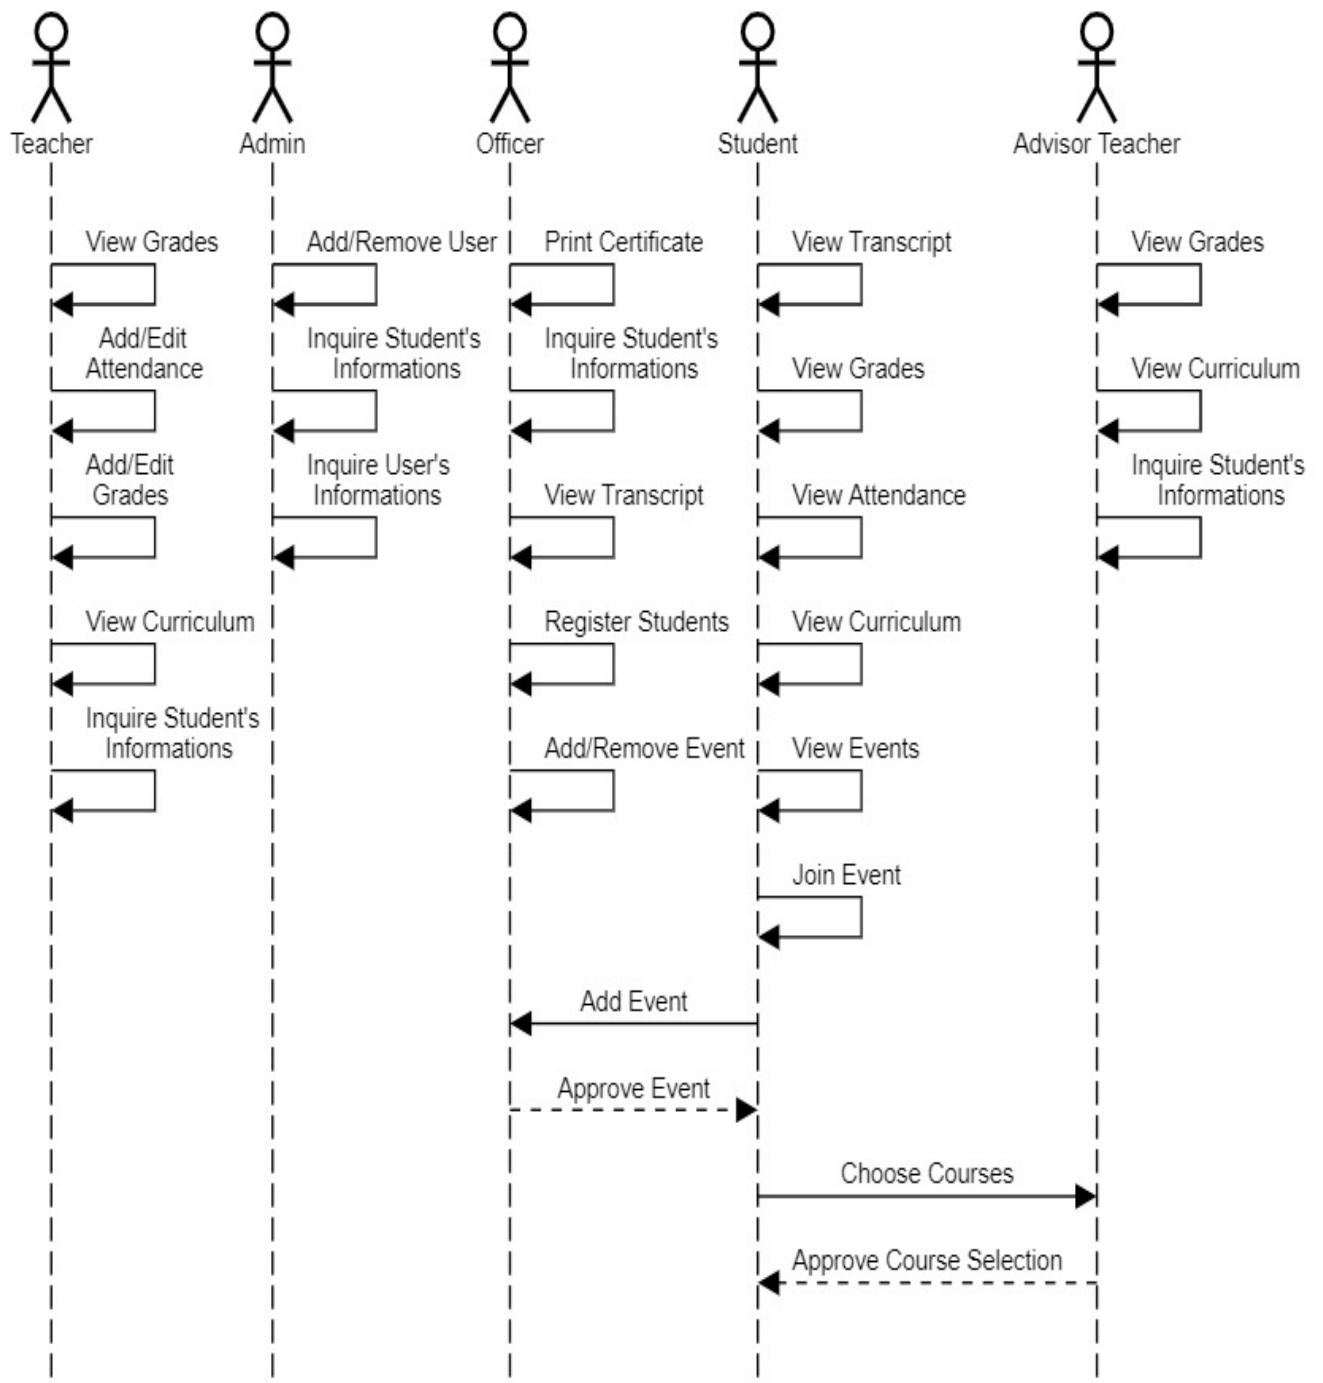 Teacher
Admin
Officer
Student
Advisor Teacher
View Grades
Add/Remove User
Print Certificate
View Transcript
View Grades
Add/Edit
Attendance
Inquire Student's
Informations
Inquire Student's
Informations
View Grades
View Curriculum
Add/Edit
Grades
Inquire User's
Informations
View Transcript
View Attendance
Inquire Student's
Informations
View Curriculum
Register Students
View Curriculum
Inquire Student's
Informations
Add/Remove Event
View Events
Join Event
Add Event
Approve Event
Choose Courses
Approve Course Selection